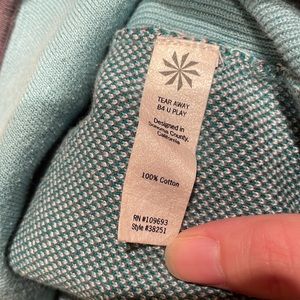 TEAR AWAY
B4 U PLAY
Designed in
Sonoma County,
California
100% Cotton
RN #109693
Style #38251